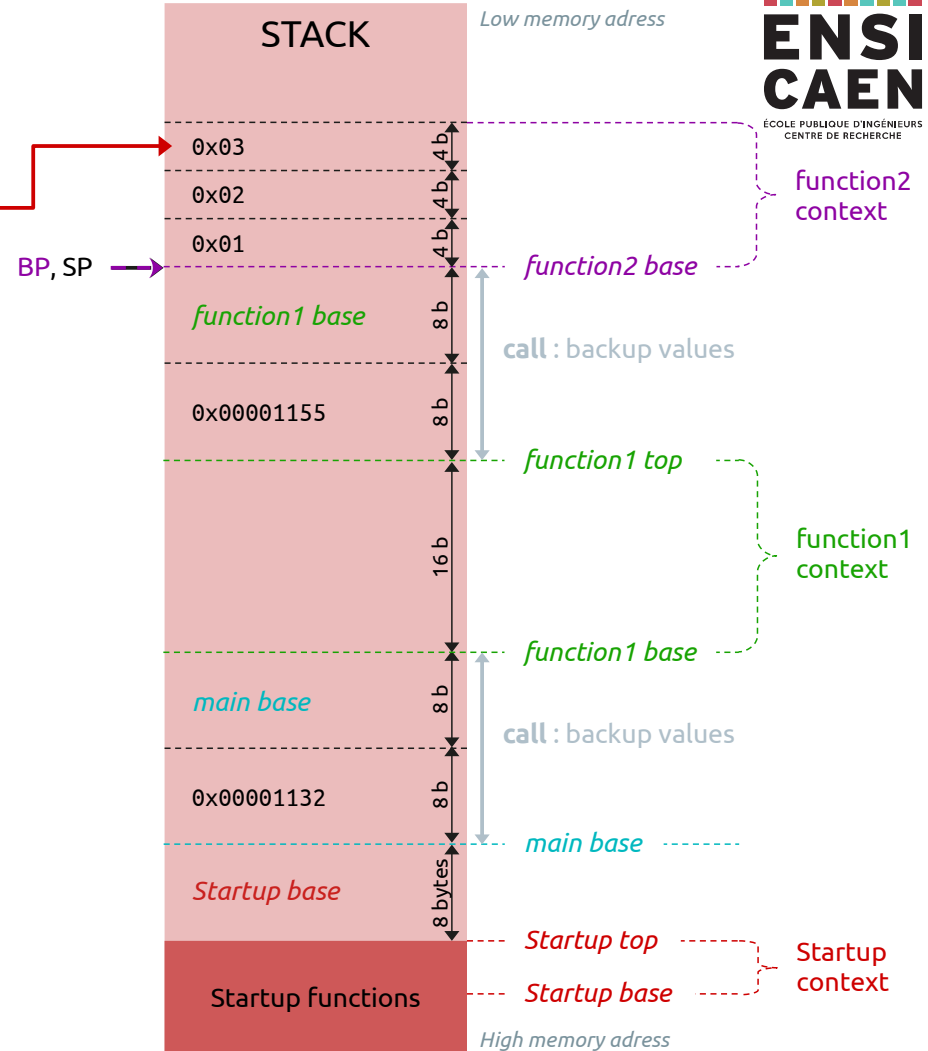 Low memory adress
STACK
ENSI
CAEN
ÉCOLE PUBLIQUE D'INGÉNIEURS
CENTRE DE RECHERCHE
0x03
4 b
function2
context
0x02
4 b
0x01
4 b
BP, SP
function2 base
function1 base
8 b
call : backup values
0x00001155
8 b
function1 top
16 b
function1
context
function1 base
main base
8 b
call : backup values
0x00001132
8 b
main base
Startup base
8 bytes
Startup top
Startup
context
Startup functions
Startup base
High memory adress